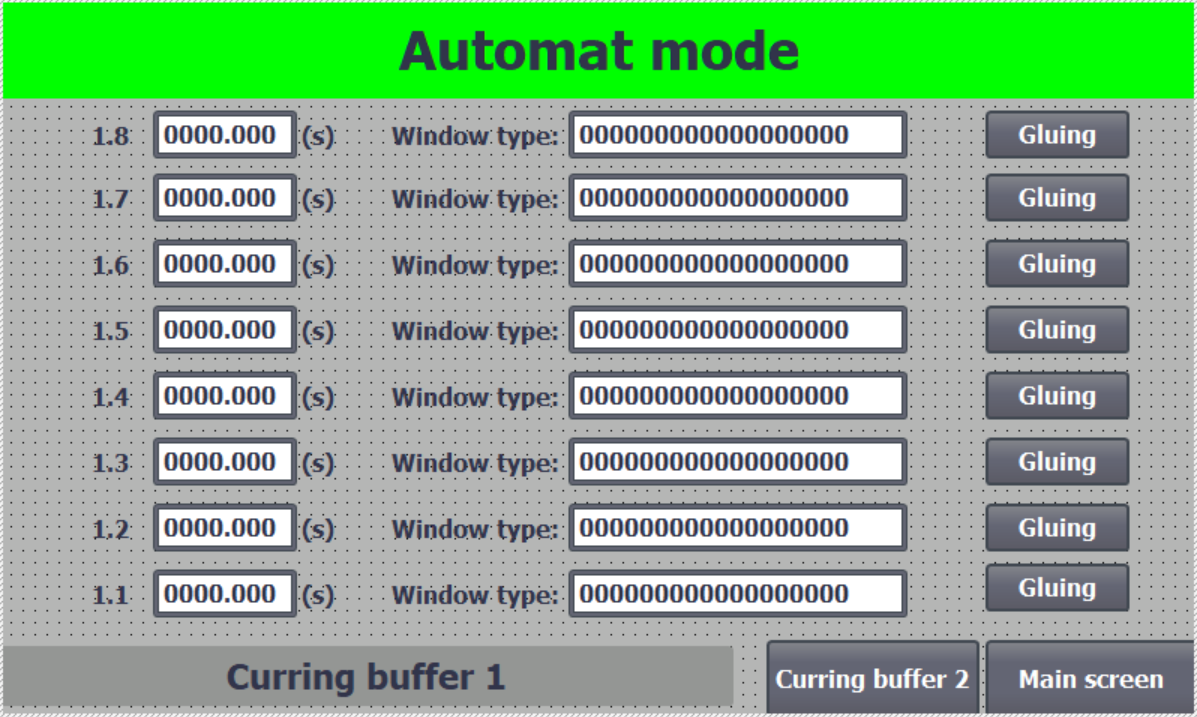 Automat mode
1.8 0000.000 (s) Window type: 000000000000000000 Gluing
1.7 0000.000 (s) Window type: 000000000000000000 Gluing
1.6 0000.000 (s) Window type: 000000000000000000 Gluing
1.5 0000.000 (s) Window type: 000000000000000000 Gluing
1.4 0000.000 (s) Window type: 000000000000000000 Gluing
1.3 0000.000 (s) Window type: 000000000000000000 Gluing
1.2 0000.000 (s) Window type: 000000000000000000 Gluing
1.1 0000.000 (s) Window type: 000000000000000000 Gluing
Curring buffer 1 Curring buffer 2 Main screen